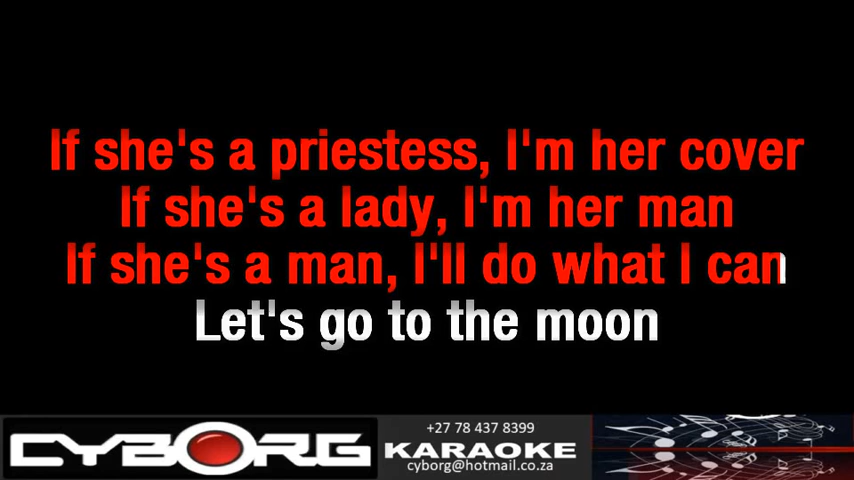 If she's a priestess, I'm her cover
If she's a lady, I'm her man
If she's a man, I'll do what I can
Let's go to the moon
CYBORG
+27 78 437 8399
KARAOKE
cyborg@hotmail.co.za